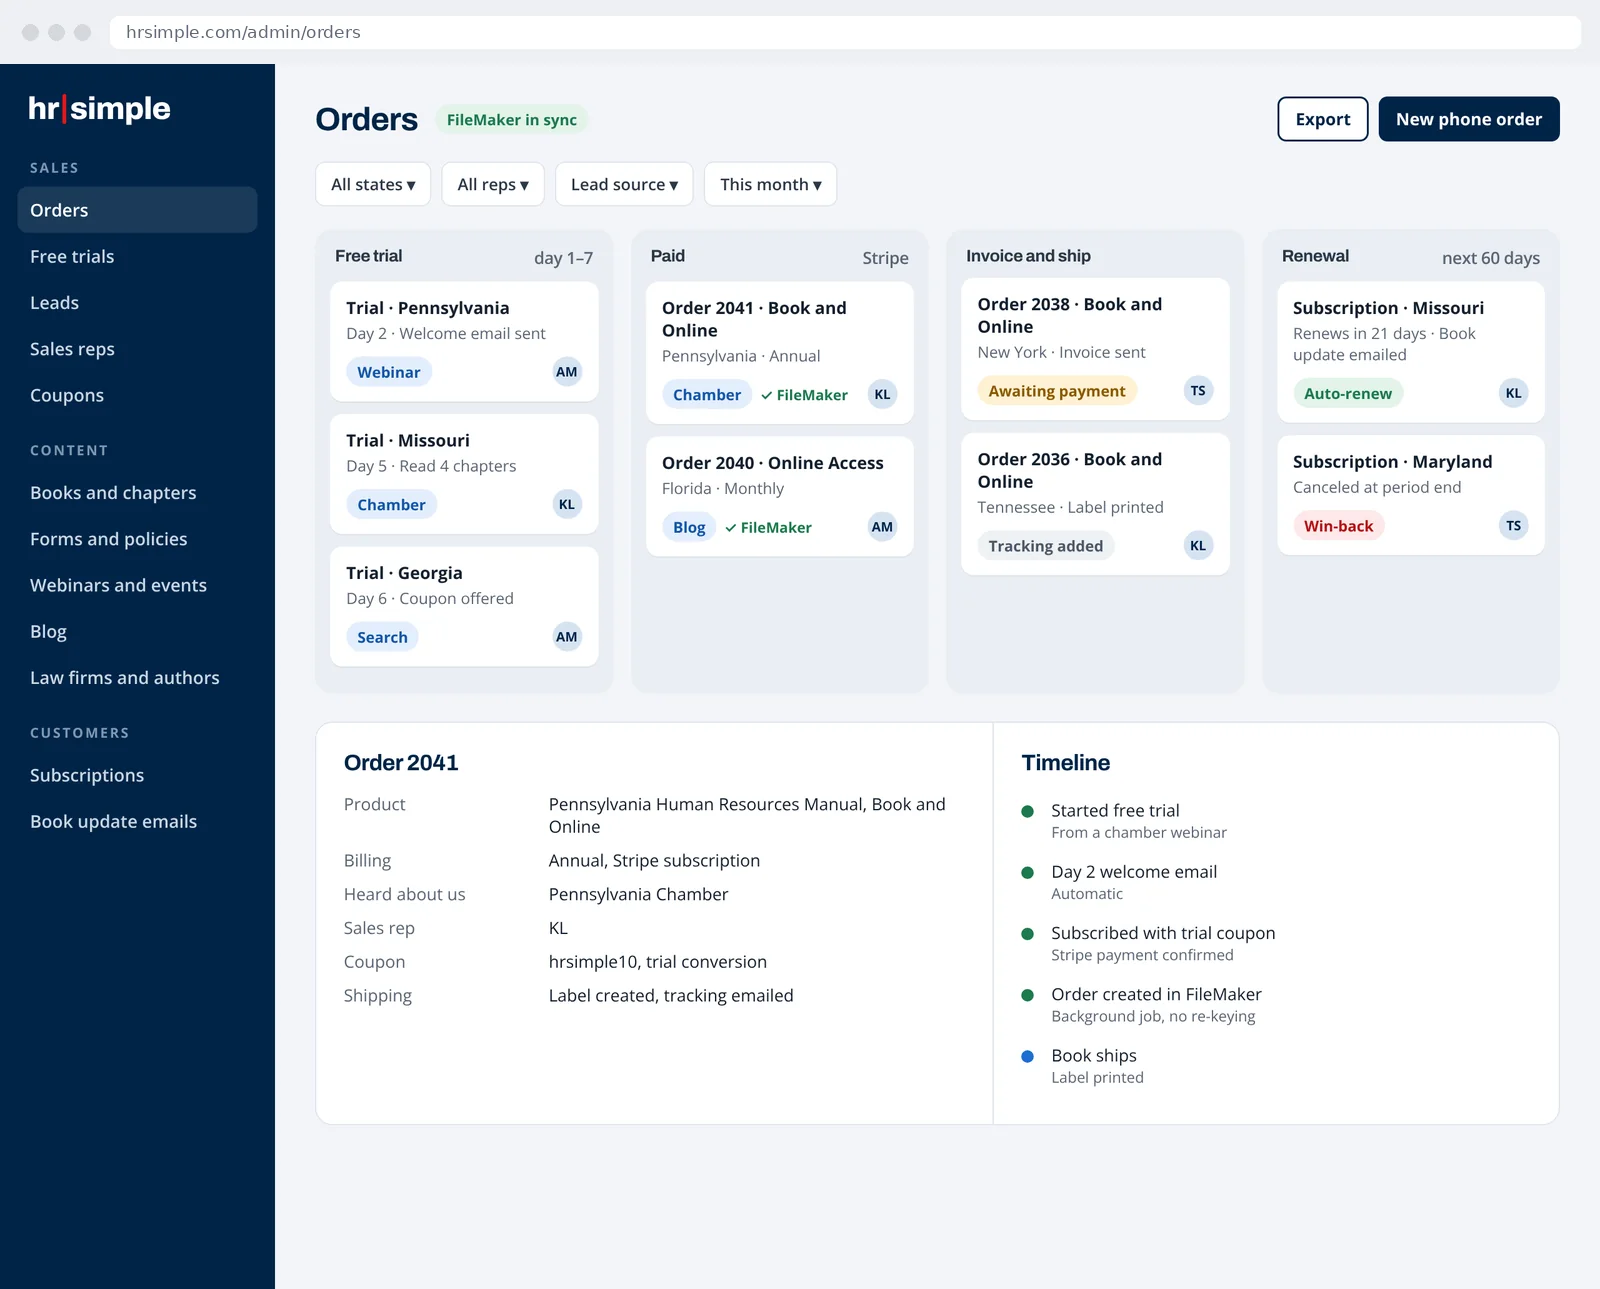 hrsimple.com/admin/orders
hr|simple
SALES
Orders
Free trials
Leads
Sales reps
Coupons
CONTENT
Books and chapters
Forms and policies
Webinars and events
Blog
Law firms and authors
CUSTOMERS
Subscriptions
Book update emails
Orders
FileMaker in sync
Export
New phone order
All states ▾
All reps ▾
Lead source ▾
This month ▾
Free trial
day 1–7
Trial · Pennsylvania
Day 2 · Welcome email sent
Webinar
AM
Trial · Missouri
Day 5 · Read 4 chapters
Chamber
KL
Trial · Georgia
Day 6 · Coupon offered
Search
AM
Paid
Stripe
Order 2041 · Book and
Online
Pennsylvania · Annual
Chamber
✓ FileMaker
KL
Order 2040 · Online Access
Florida · Monthly
Blog
✓ FileMaker
AM
Invoice and ship
Order 2038 · Book and
Online
New York · Invoice sent
Awaiting payment
TS
Order 2036 · Book and
Online
Tennessee · Label printed
Tracking added
KL
Renewal
next 60 days
Subscription · Missouri
Renews in 21 days · Book
update emailed
Auto-renew
KL
Subscription · Maryland
Canceled at period end
Win-back
TS
Order 2041
Product
Pennsylvania Human Resources Manual, Book and
Online
Billing
Annual, Stripe subscription
Heard about us
Pennsylvania Chamber
Sales rep
KL
Coupon
hrsimple10, trial conversion
Shipping
Label created, tracking emailed
Timeline
Started free trial
From a chamber webinar
Day 2 welcome email
Automatic
Subscribed with trial coupon
Stripe payment confirmed
Order created in FileMaker
Background job, no re-keying
Book ships
Label printed